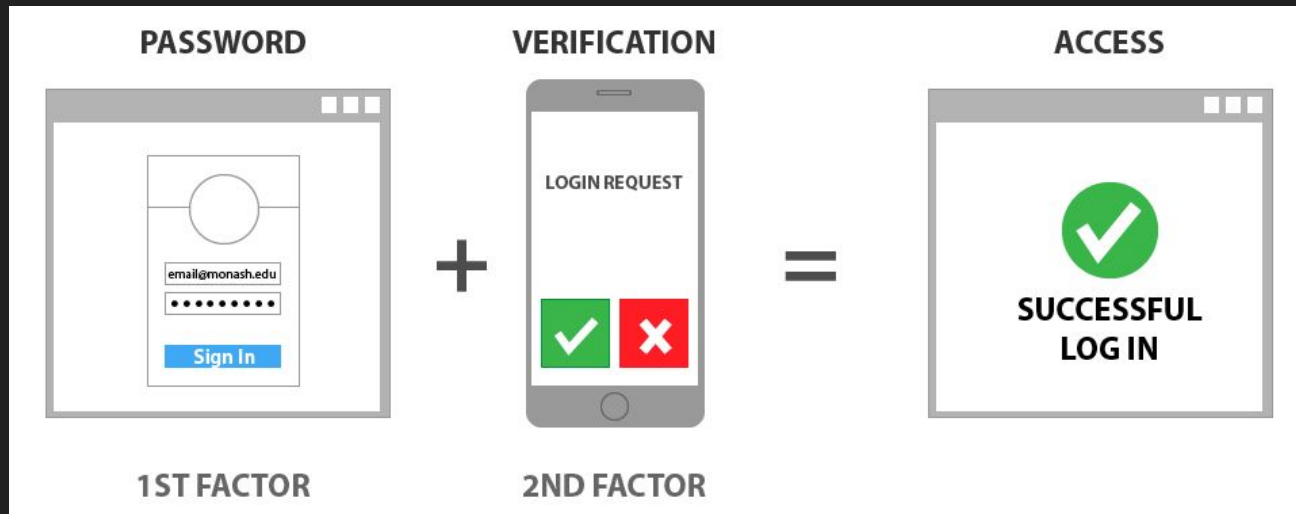 PASSWORD
VERIFICATION
ACCESS
email@monash.edu
Sign In
LOGIN REQUEST
+
=
SUCCESSFUL
LOG IN
1ST FACTOR
2ND FACTOR